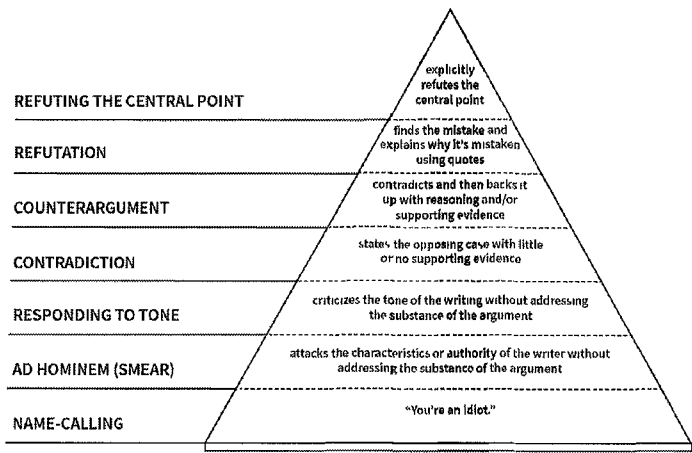 explicitly
refutes the
central point
REFUTING THE CENTRAL POINT
finds the mistake and
explains why it's mistaken
using quotes
REFUTATION
contradicts and then backs it
up with reasoning and/or
supporting evidence
COUNTERARGUMENT
states the opposing case with little
or no supporting evidence
CONTRADICTION
criticizes the tone of the writing without addressing
the substance of the argument
RESPONDING TO TONE
attacks the characteristics or authority of the writer without
addressing the substance of the argument
AD HOMINEM (SMEAR)
"You're an idiot."
NAME-CALLING